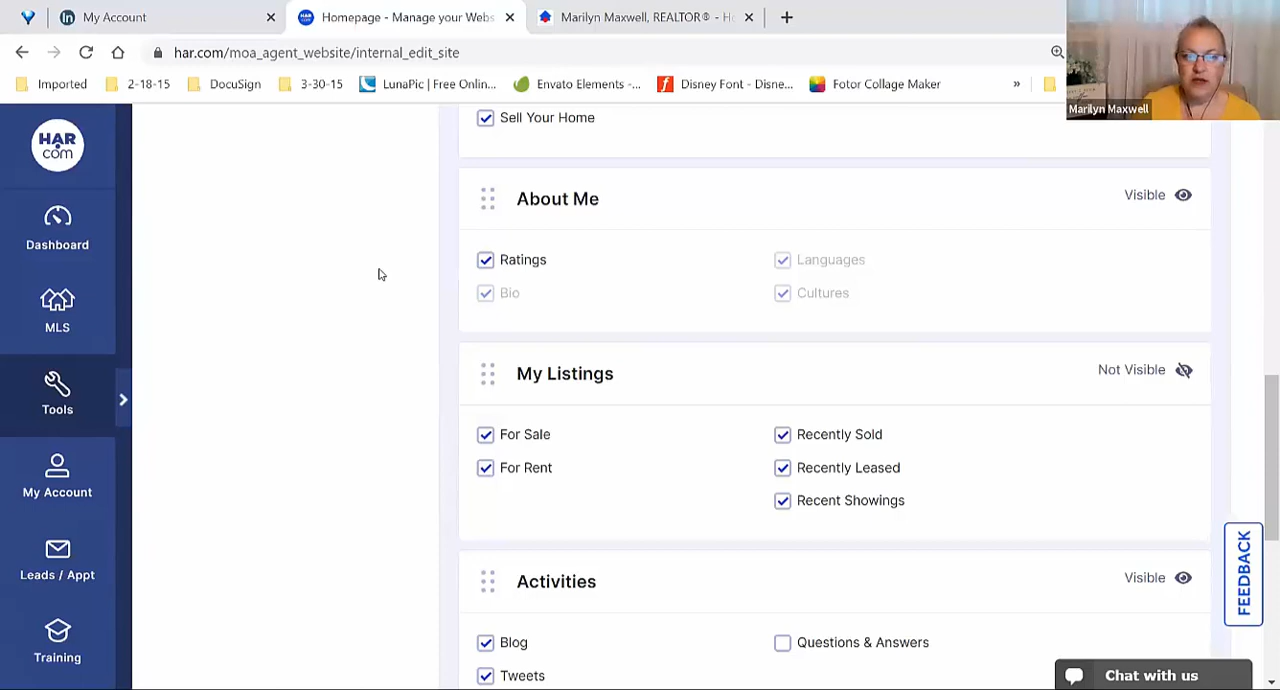 My Account
Homepage - Manage your Webs
Marilyn Maxwell, REALTOR® - H
har.com/moa_agent_website/internal_edit_site
Imported
2-18-15
DocuSign
3-30-15
LunaPic | Free Onlin...
Envato Elements -...
Disney Font - Disne...
Fotor Collage Maker
»
Marilyn Maxwell
HAR
com
Dashboard
MLS
Tools
My Account
Leads / Appt
Training
Sell Your Home
About Me
Visible
Ratings
Languages
Bio
Cultures
My Listings
Not Visible
For Sale
Recently Sold
For Rent
Recently Leased
Recent Showings
Activities
Visible
Blog
Questions & Answers
Tweets
FEEDBACK
Chat with us